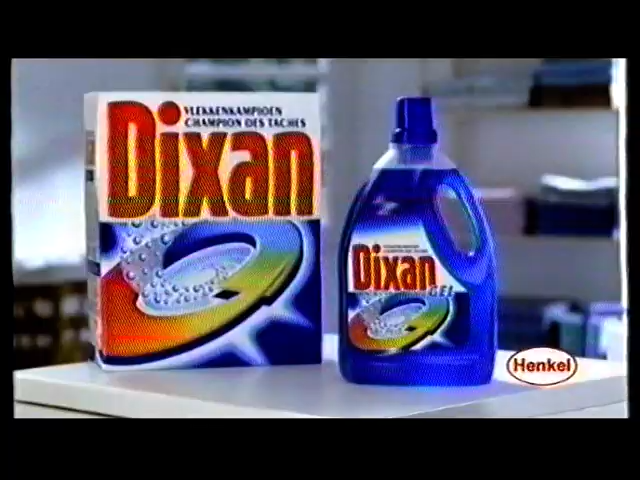 VLEKKENKAMPIOEN
CHAMPION DES TACHES
Dixan
Dixan
GEL
Henkel